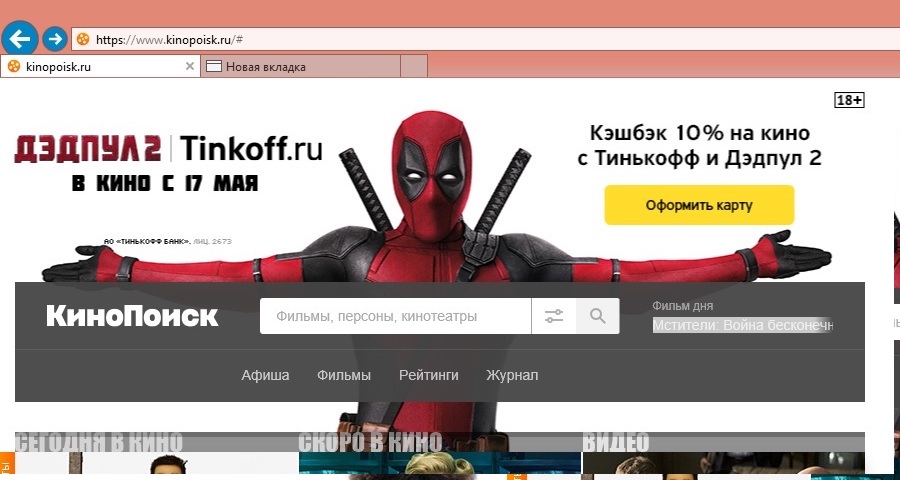 https://www.kinopoisk.ru/#
kinopoisk.ru
Новая вкладка
18+
ДЭДПУЛ 2 | Tinkoff.ru
В КИНО С 17 МАЯ
АО «ТИНЬКОФФ БАНК». ЛИЦ. 2673
Кэшбэк 10% на кино
с Тинькофф и Дэдпул 2
Оформить карту
КиноПоиск
Фильмы, персоны, кинотеатры
Фильм дня
Мстители: Война бесконечн
Афиша Фильмы Рейтинги Журнал
СЕГОДНЯ В КИНО СКОРО В КИНО ВИДЕО